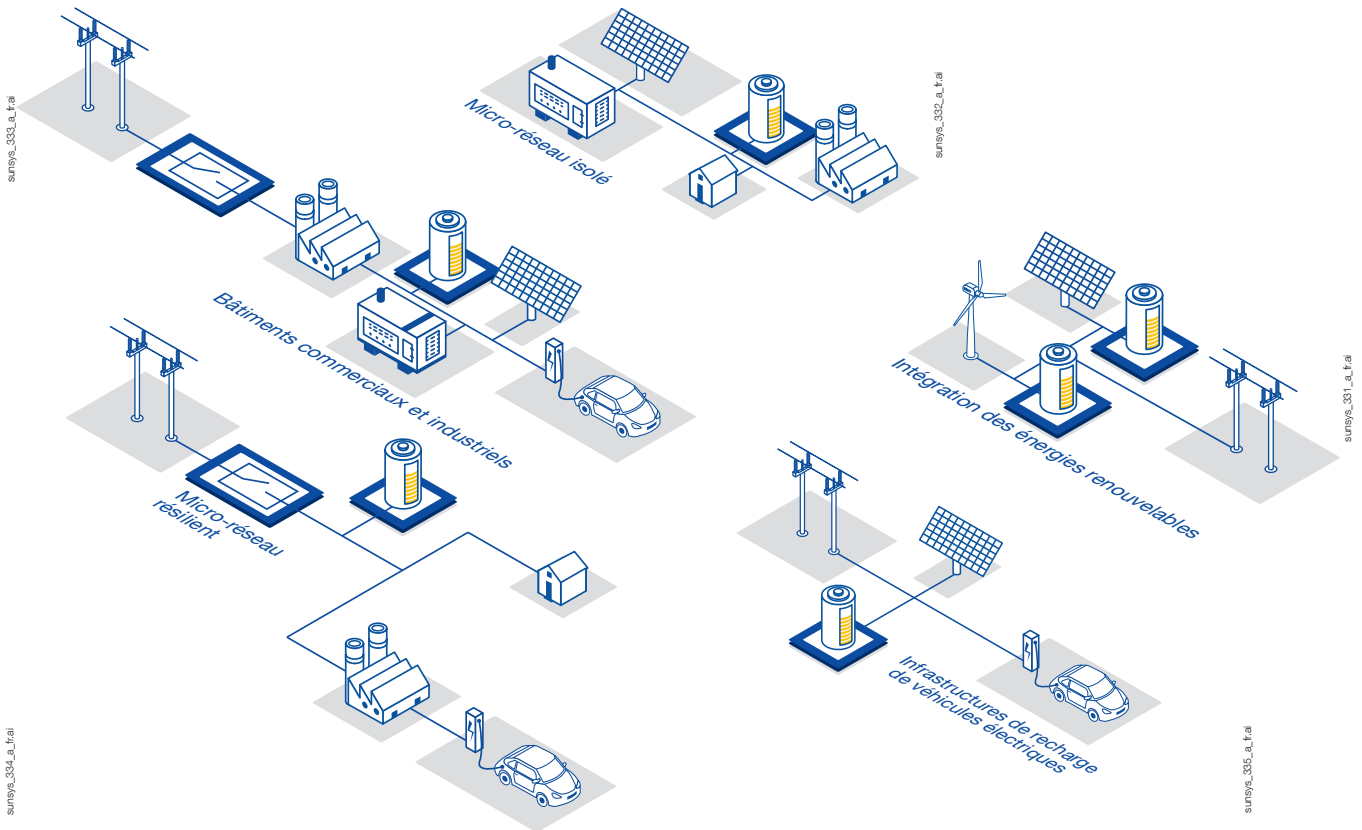 sunsys_333_a_fr.ai
Micro-réseau isolé
sunsys_332_a_fr.ai
Bâtiments commerciaux et industriels
Intégration des énergies renouvelables
sunsys_331_a_fr.ai
Micro-réseau
résilient
Infrastructures de recharge
de véhicules électriques
sunsys_334_a_fr.ai
sunsys_335_a_fr.ai